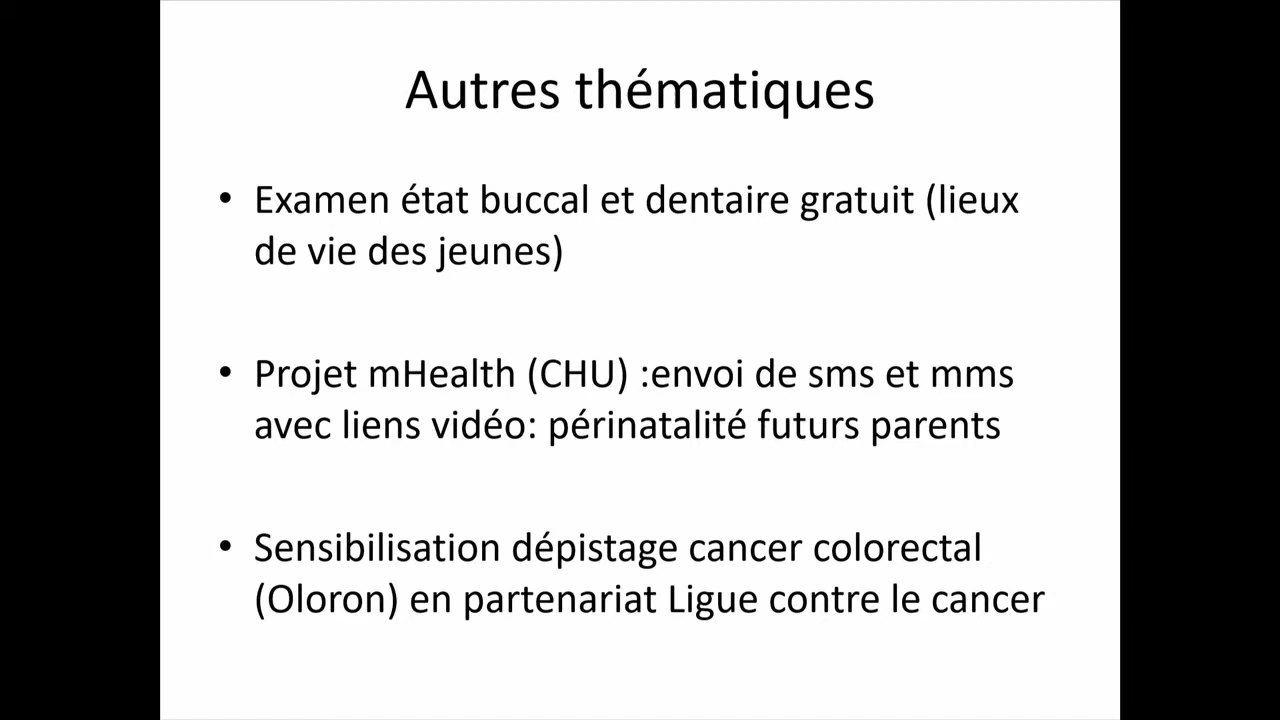 Autres thématiques
• Examen état buccal et dentaire gratuit (lieux
de vie des jeunes)
• Projet mHealth (CHU) :envoi de sms et mms
avec liens vidéo: périnatalité futurs parents
• Sensibilisation dépistage cancer colorectal
(Oloron) en partenariat Ligue contre le cancer